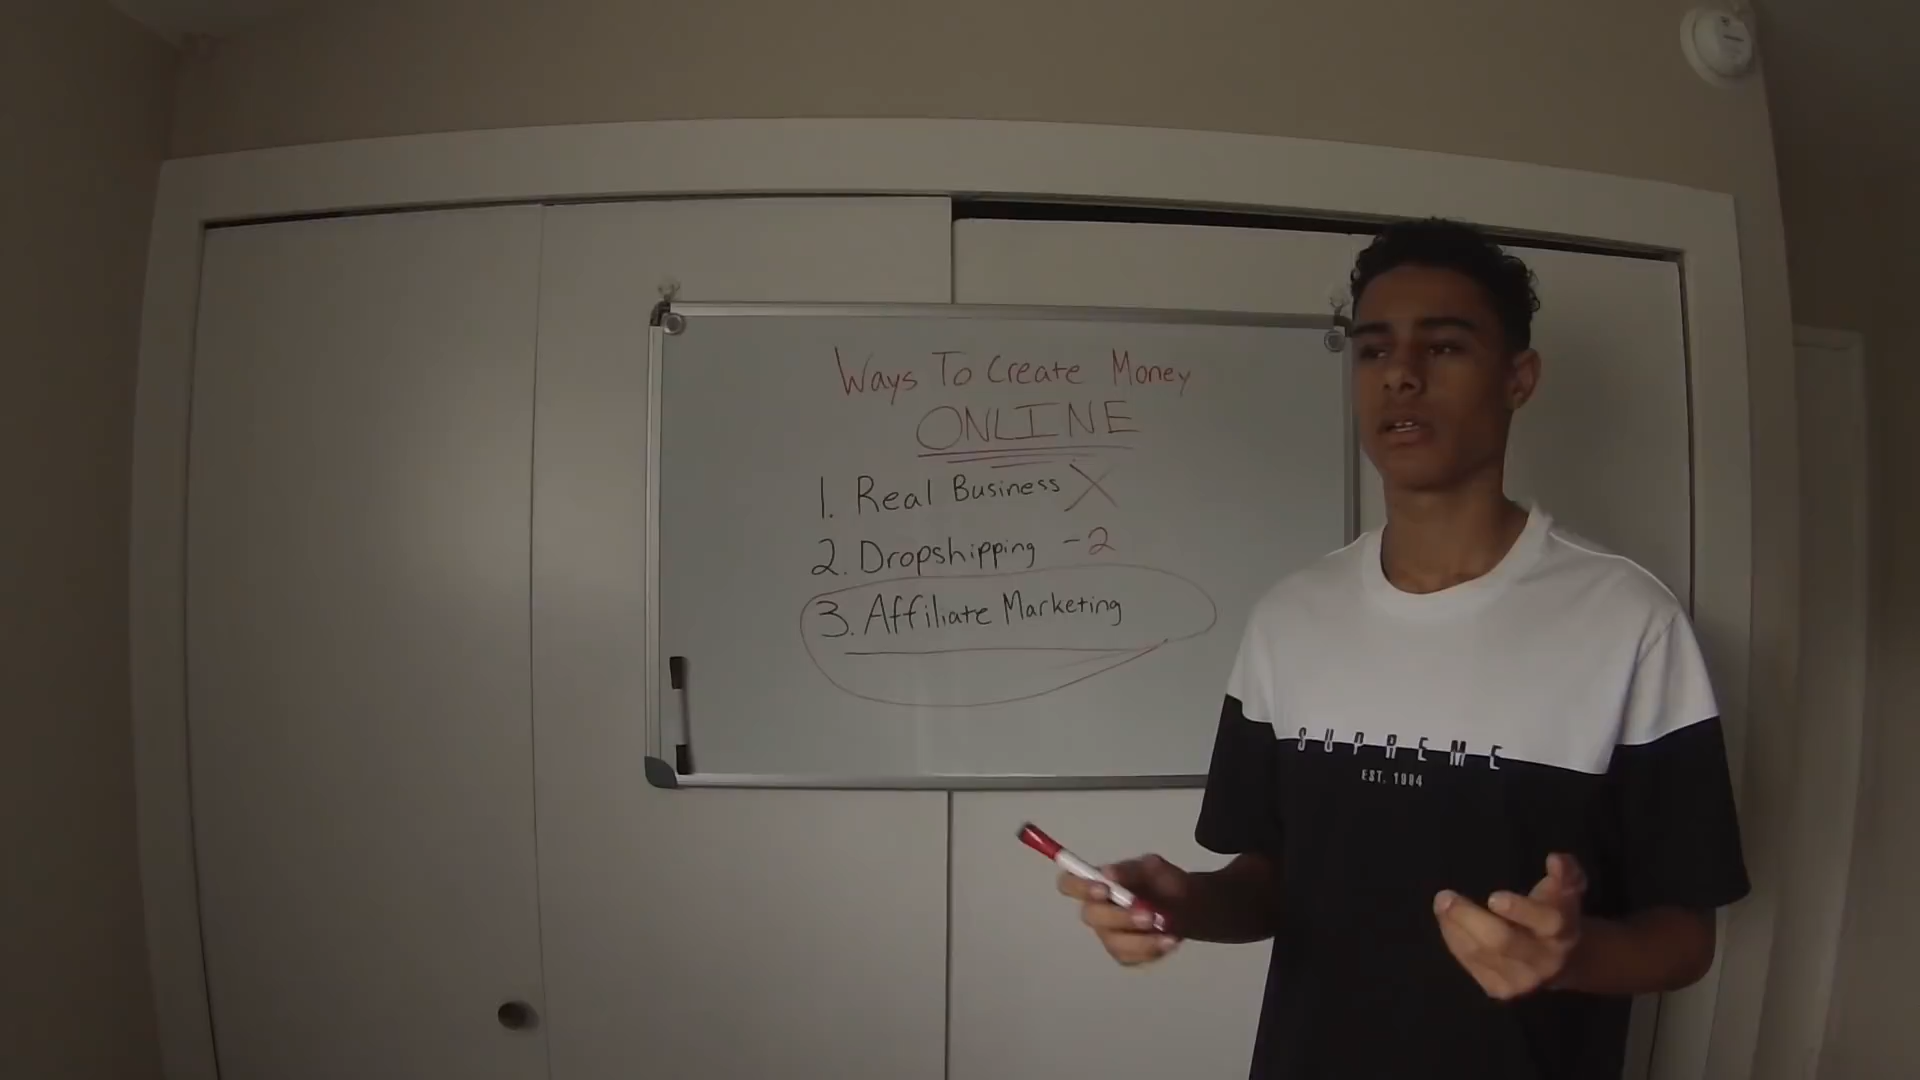 Ways To Create Money
ONLINE
1. Real Business X
2. Dropshipping -2
3. Affiliate Marketing
SUPREME
EST. 1994